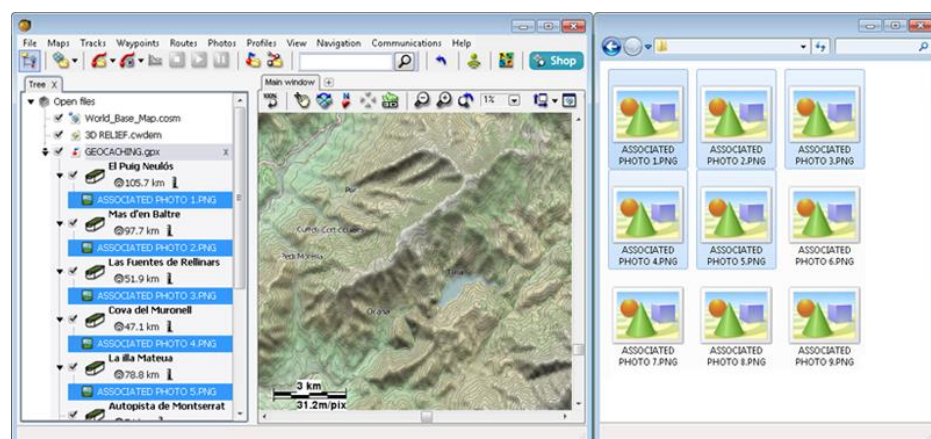 File Maps Tracks Waypoints Routes Photos Profiles View Navigation Communications Help
Shop
Tree X
Main window
100%
1%
Open files
World_Base_Map.cosm
3D RELIEF.cwdem
GEOCACHING.gpx x
El Puig Neulós
105.7 km
ASSOCIATED PHOTO 1.PNG
Mas d'en Baltre
97.7 km
ASSOCIATED PHOTO 2.PNG
Las Fuentes de Rellinars
51.9 km
ASSOCIATED PHOTO 3.PNG
Cova del Muronell
47.1 km
ASSOCIATED PHOTO 4.PNG
La illa Mateua
78.8 km
ASSOCIATED PHOTO 5.PNG
Autopista de Montserrat
3 km
31.2m/pix
ASSOCIATED PHOTO 1.PNG
ASSOCIATED PHOTO 2.PNG
ASSOCIATED PHOTO 3.PNG
ASSOCIATED PHOTO 4.PNG
ASSOCIATED PHOTO 5.PNG
ASSOCIATED PHOTO 6.PNG
ASSOCIATED PHOTO 7.PNG
ASSOCIATED PHOTO 8.PNG
ASSOCIATED PHOTO 9.PNG